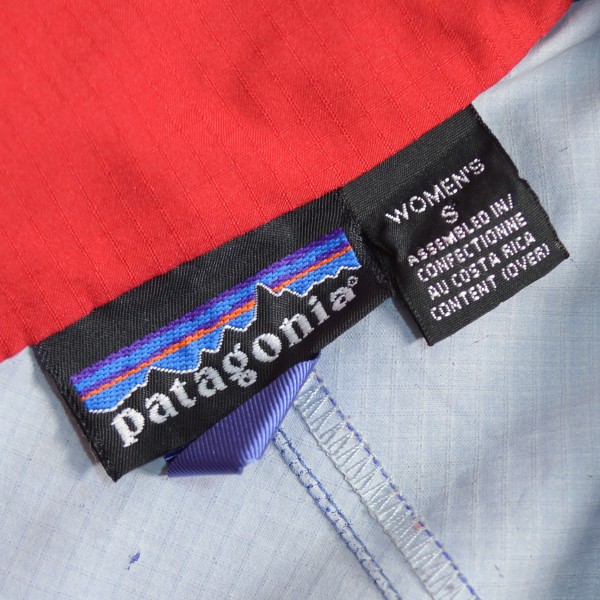 patagonia®
WOMEN'S
S
ASSEMBLED IN/
CONFECTIONNE
AU COSTA RICA
CONTENT (OVER)